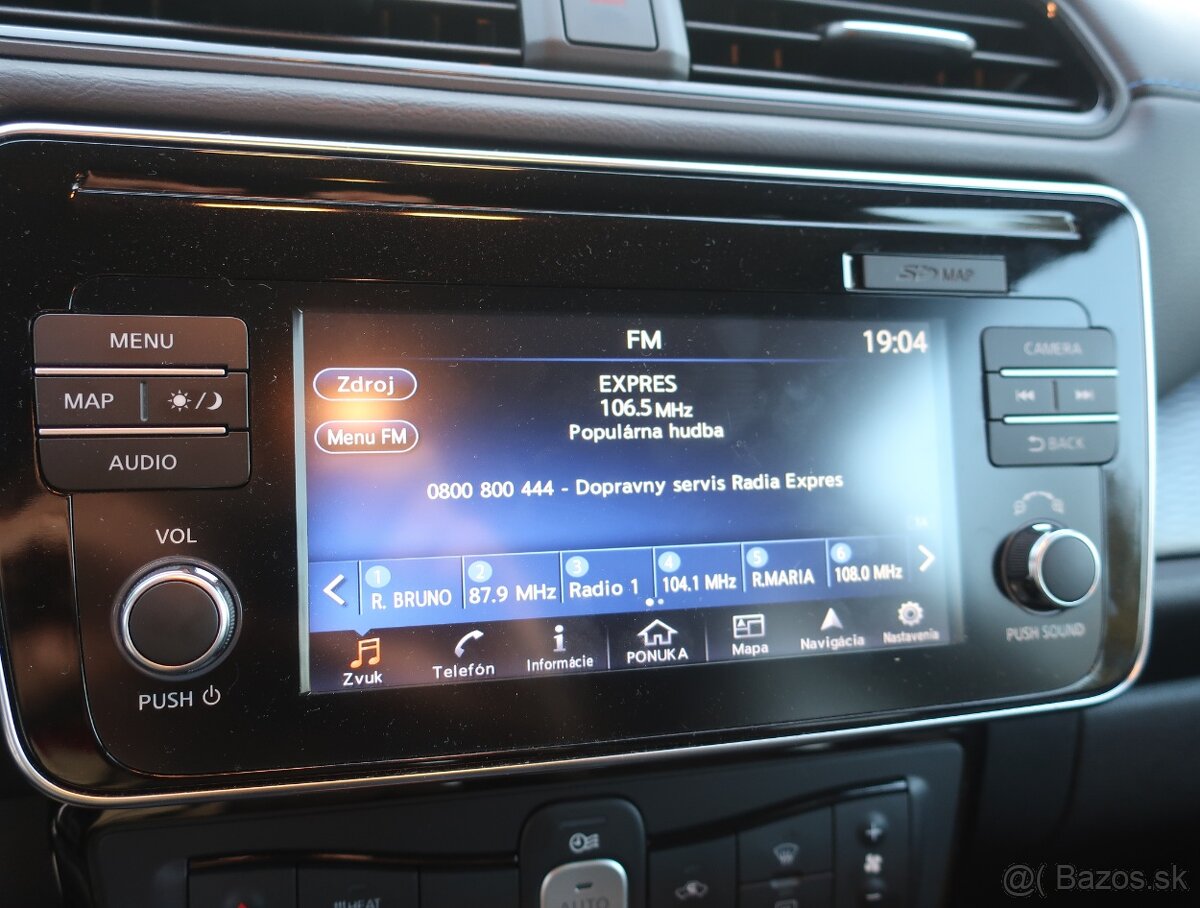 SD MAP
MENU
MAP
AUDIO
VOL
PUSH
FM 19:04
Zdroj
EXPRES
106.5 MHz
Menu FM
Populárna hudba
0800 800 444 - Dopravny servis Radia Expres
1 R. BRUNO 2 87.9 MHz 3 Radio 1 4 104.1 MHz 5 R.MARIA 6 108.0 MHz
Zvuk Telefón Informácie PONUKA Mapa Navigácia Nastavenia
CAMERA
BACK
PUSH SOUND
AUTO
HEAT
@( Bazos.sk